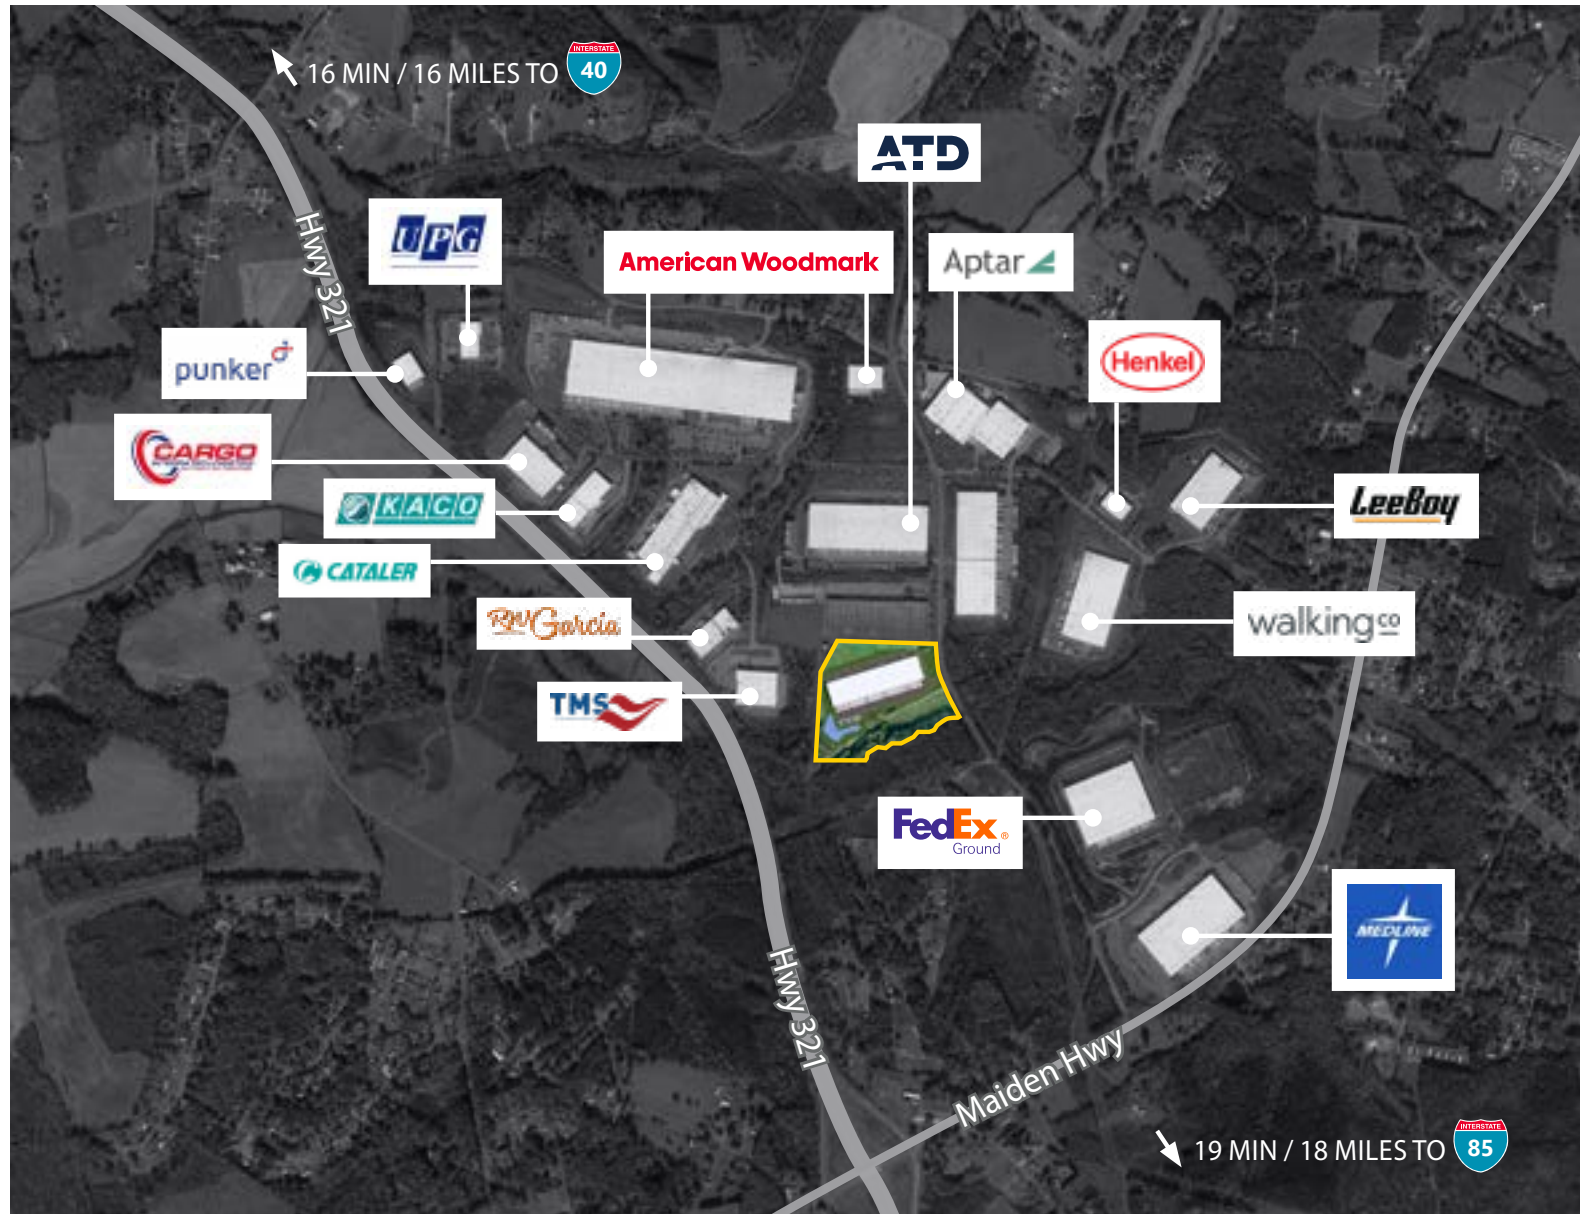 16 MIN / 16 MILES TO
INTERSTATE
40
ATD
UPG
American Woodmark
Aptar
Hwy 321
punker
Henkel
CARGO
KACO
LeeBoy
CATALER
RW Garcia
walking co
TMS
FedEx®
Ground
MEDLINE
Hwy 321
Maiden Hwy
19 MIN / 18 MILES TO
INTERSTATE
85